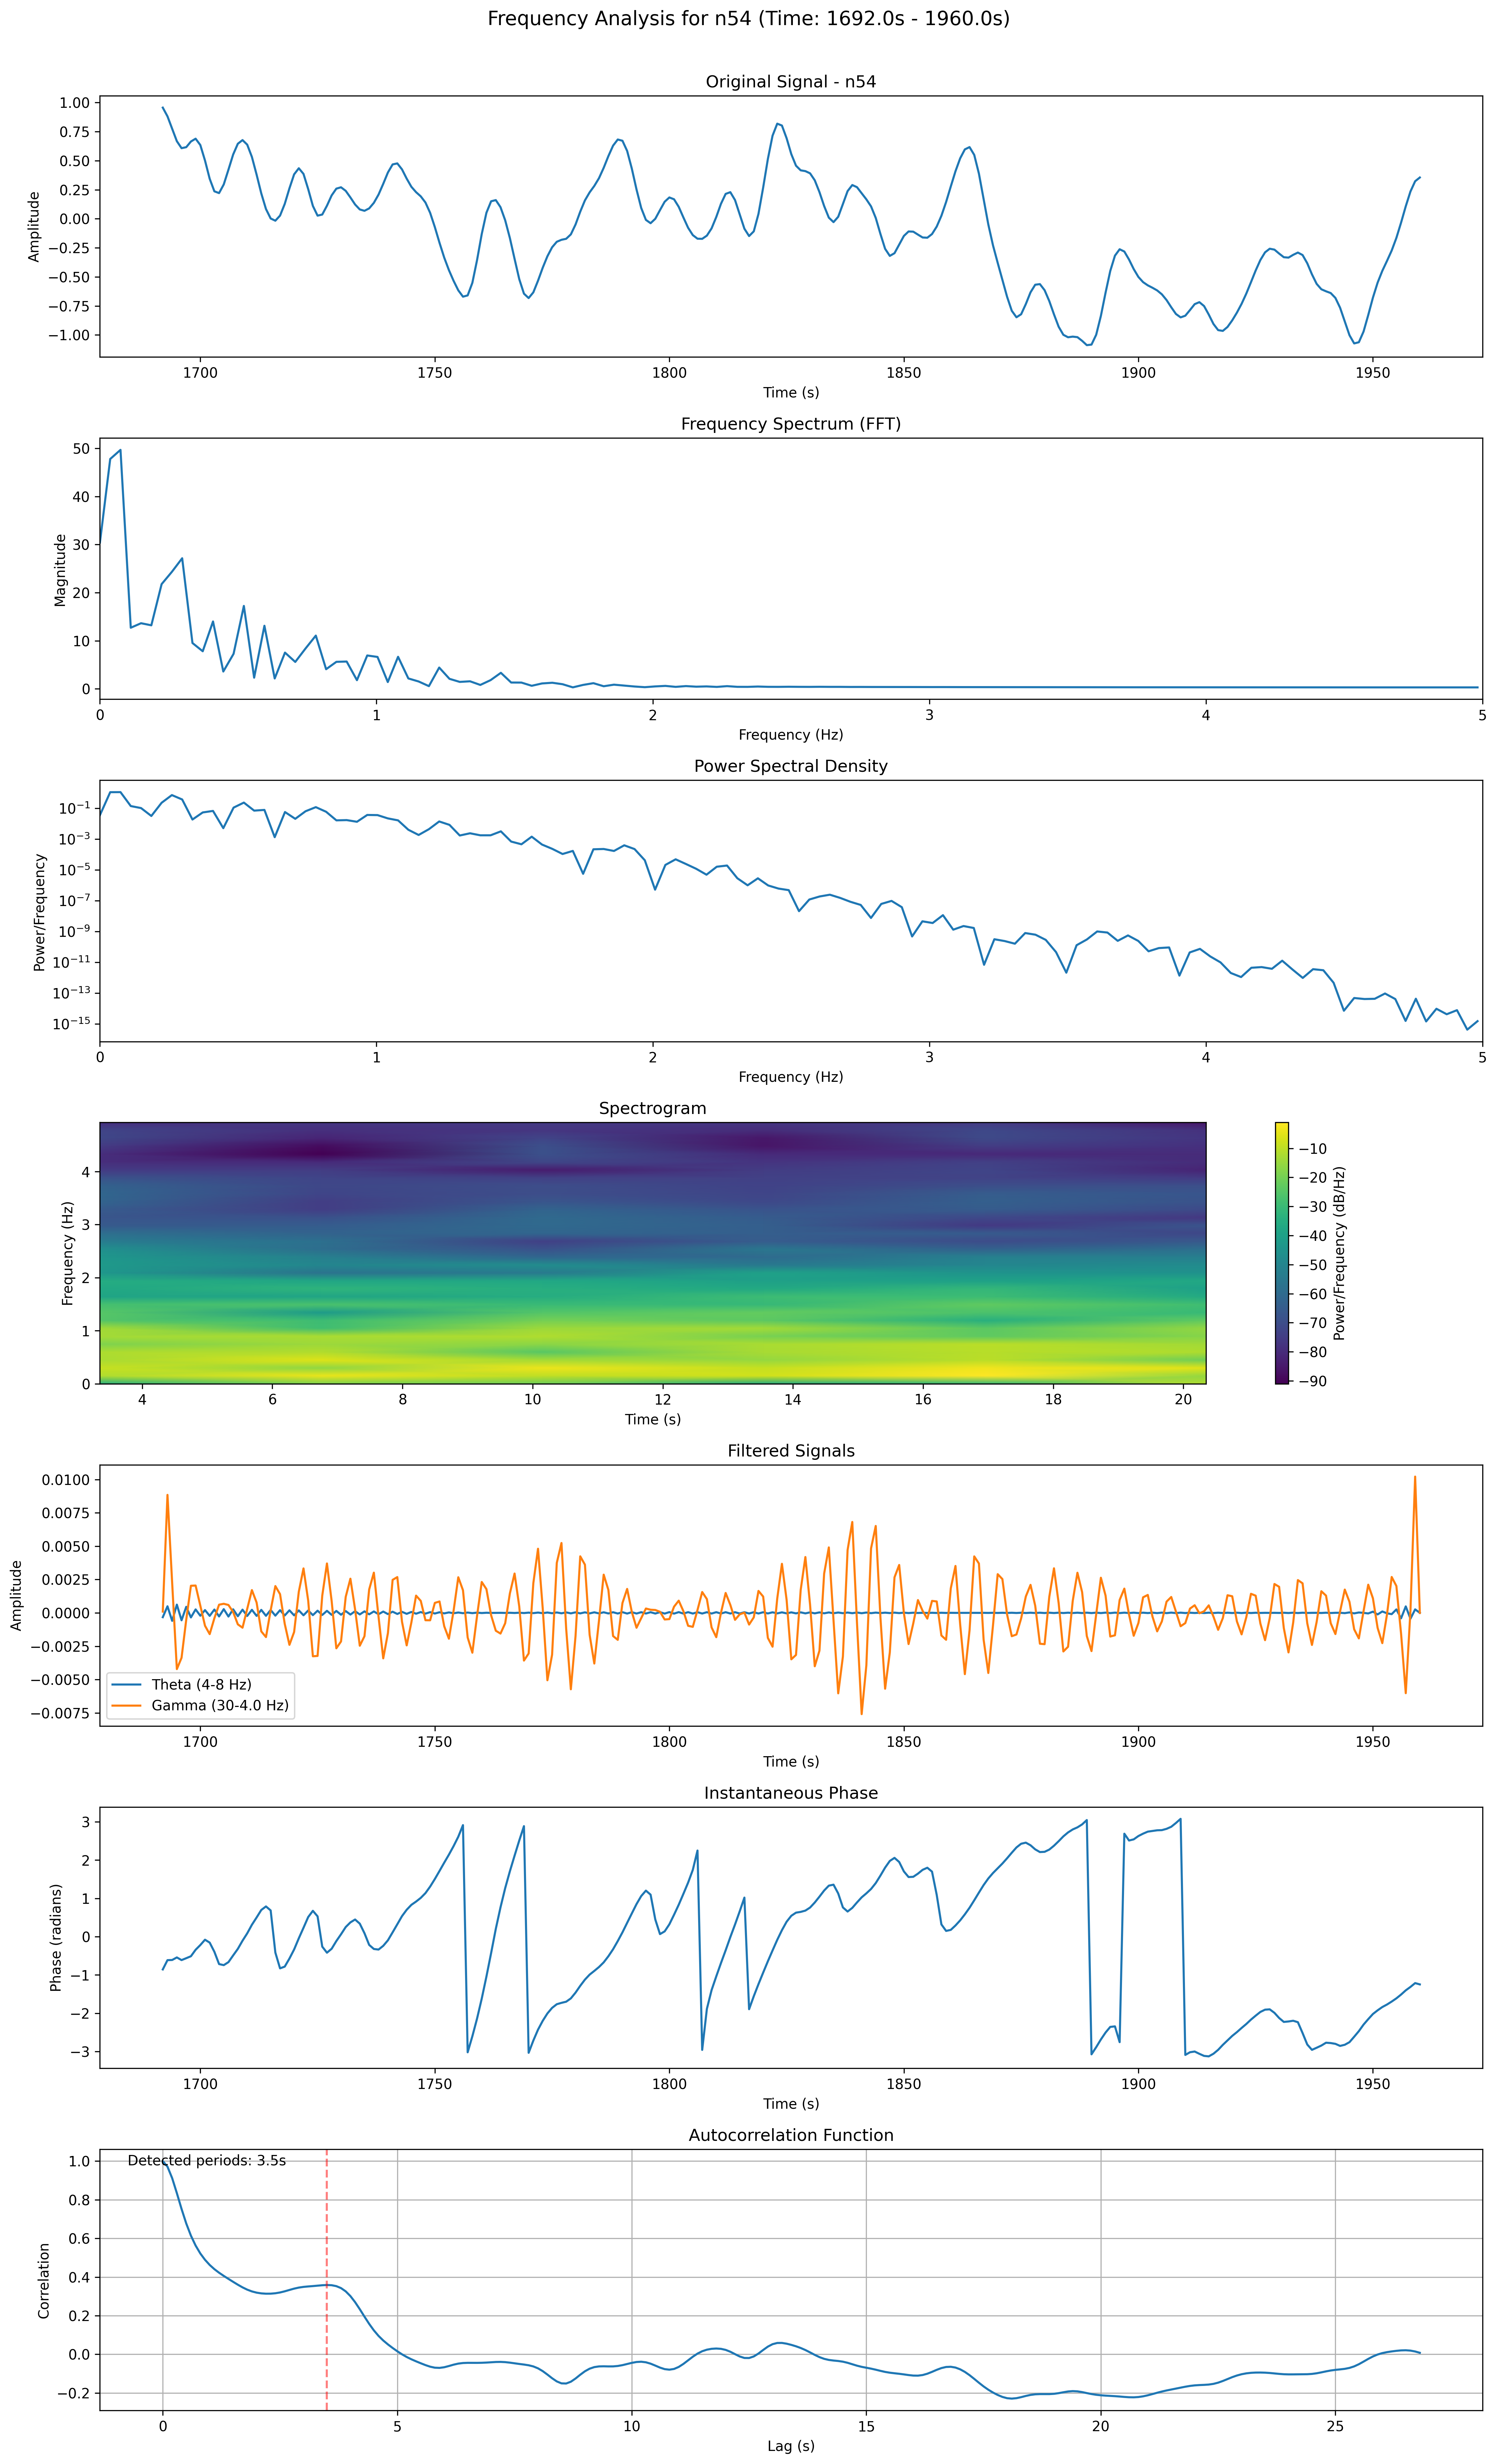 Frequency Analysis for n54 (Time: 1692.0s - 1960.0s)
Original Signal - n54
1.00
0.75
0.50
0.25
0.00
−0.25
−0.50
−0.75
−1.00
Amplitude
1700 1750 1800 1850 1900 1950
Time (s)
Frequency Spectrum (FFT)
50
40
30
20
10
0
Magnitude
0 1 2 3 4 5
Frequency (Hz)
Power Spectral Density
10⁻¹
10⁻³
10⁻⁵
10⁻⁷
10⁻⁹
10⁻¹¹
10⁻¹³
10⁻¹⁵
Power/Frequency
0 1 2 3 4 5
Frequency (Hz)
Spectrogram
4
3
2
1
0
Frequency (Hz)
4 6 8 10 12 14 16 18 20
Time (s)
−10
−20
−30
−40
−50
−60
−70
−80
−90
Power/Frequency (dB/Hz)
Filtered Signals
0.0100
0.0075
0.0050
0.0025
0.0000
−0.0025
−0.0050
−0.0075
Amplitude
Theta (4-8 Hz)
Gamma (30-4.0 Hz)
1700 1750 1800 1850 1900 1950
Time (s)
Instantaneous Phase
3
2
1
0
−1
−2
−3
Phase (radians)
1700 1750 1800 1850 1900 1950
Time (s)
Autocorrelation Function
Detected periods: 3.5s
1.0
0.8
0.6
0.4
0.2
0.0
−0.2
Correlation
0 5 10 15 20 25
Lag (s)